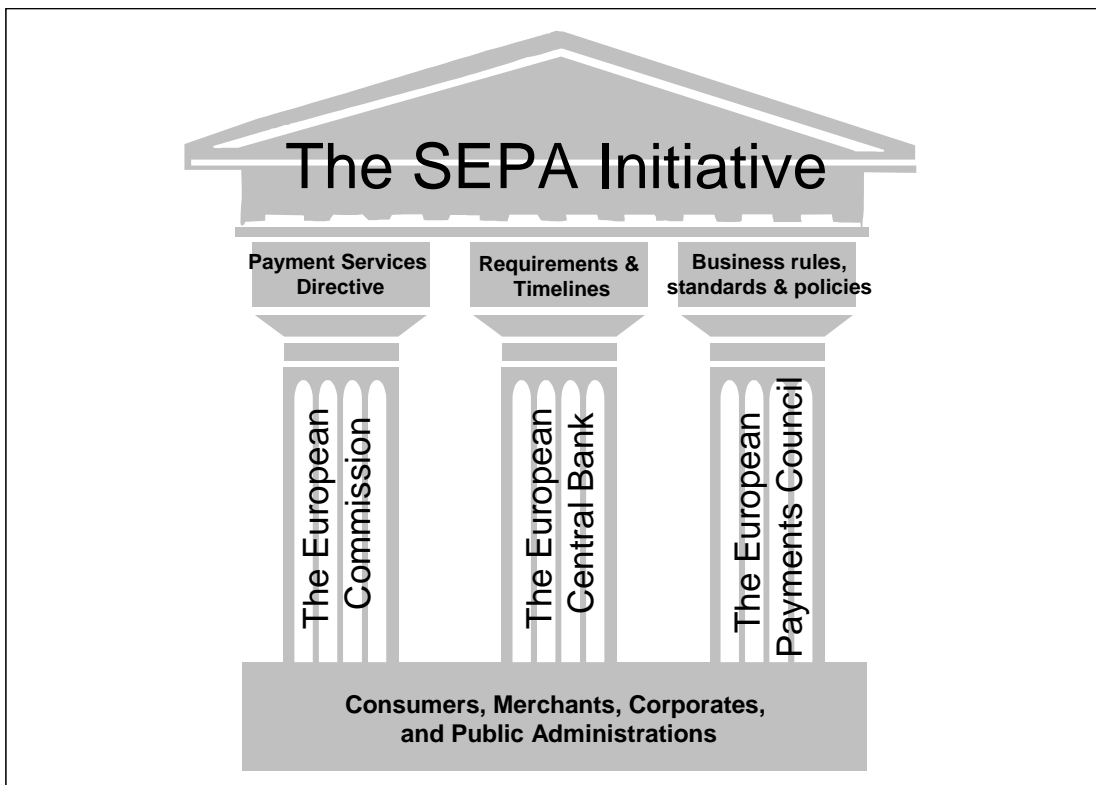 The SEPA Initiative
Payment Services
Directive
Requirements &
Timelines
Business rules,
standards & policies
The European
Commission
The European
Central Bank
The European
Payments Council
Consumers, Merchants, Corporates,
and Public Administrations